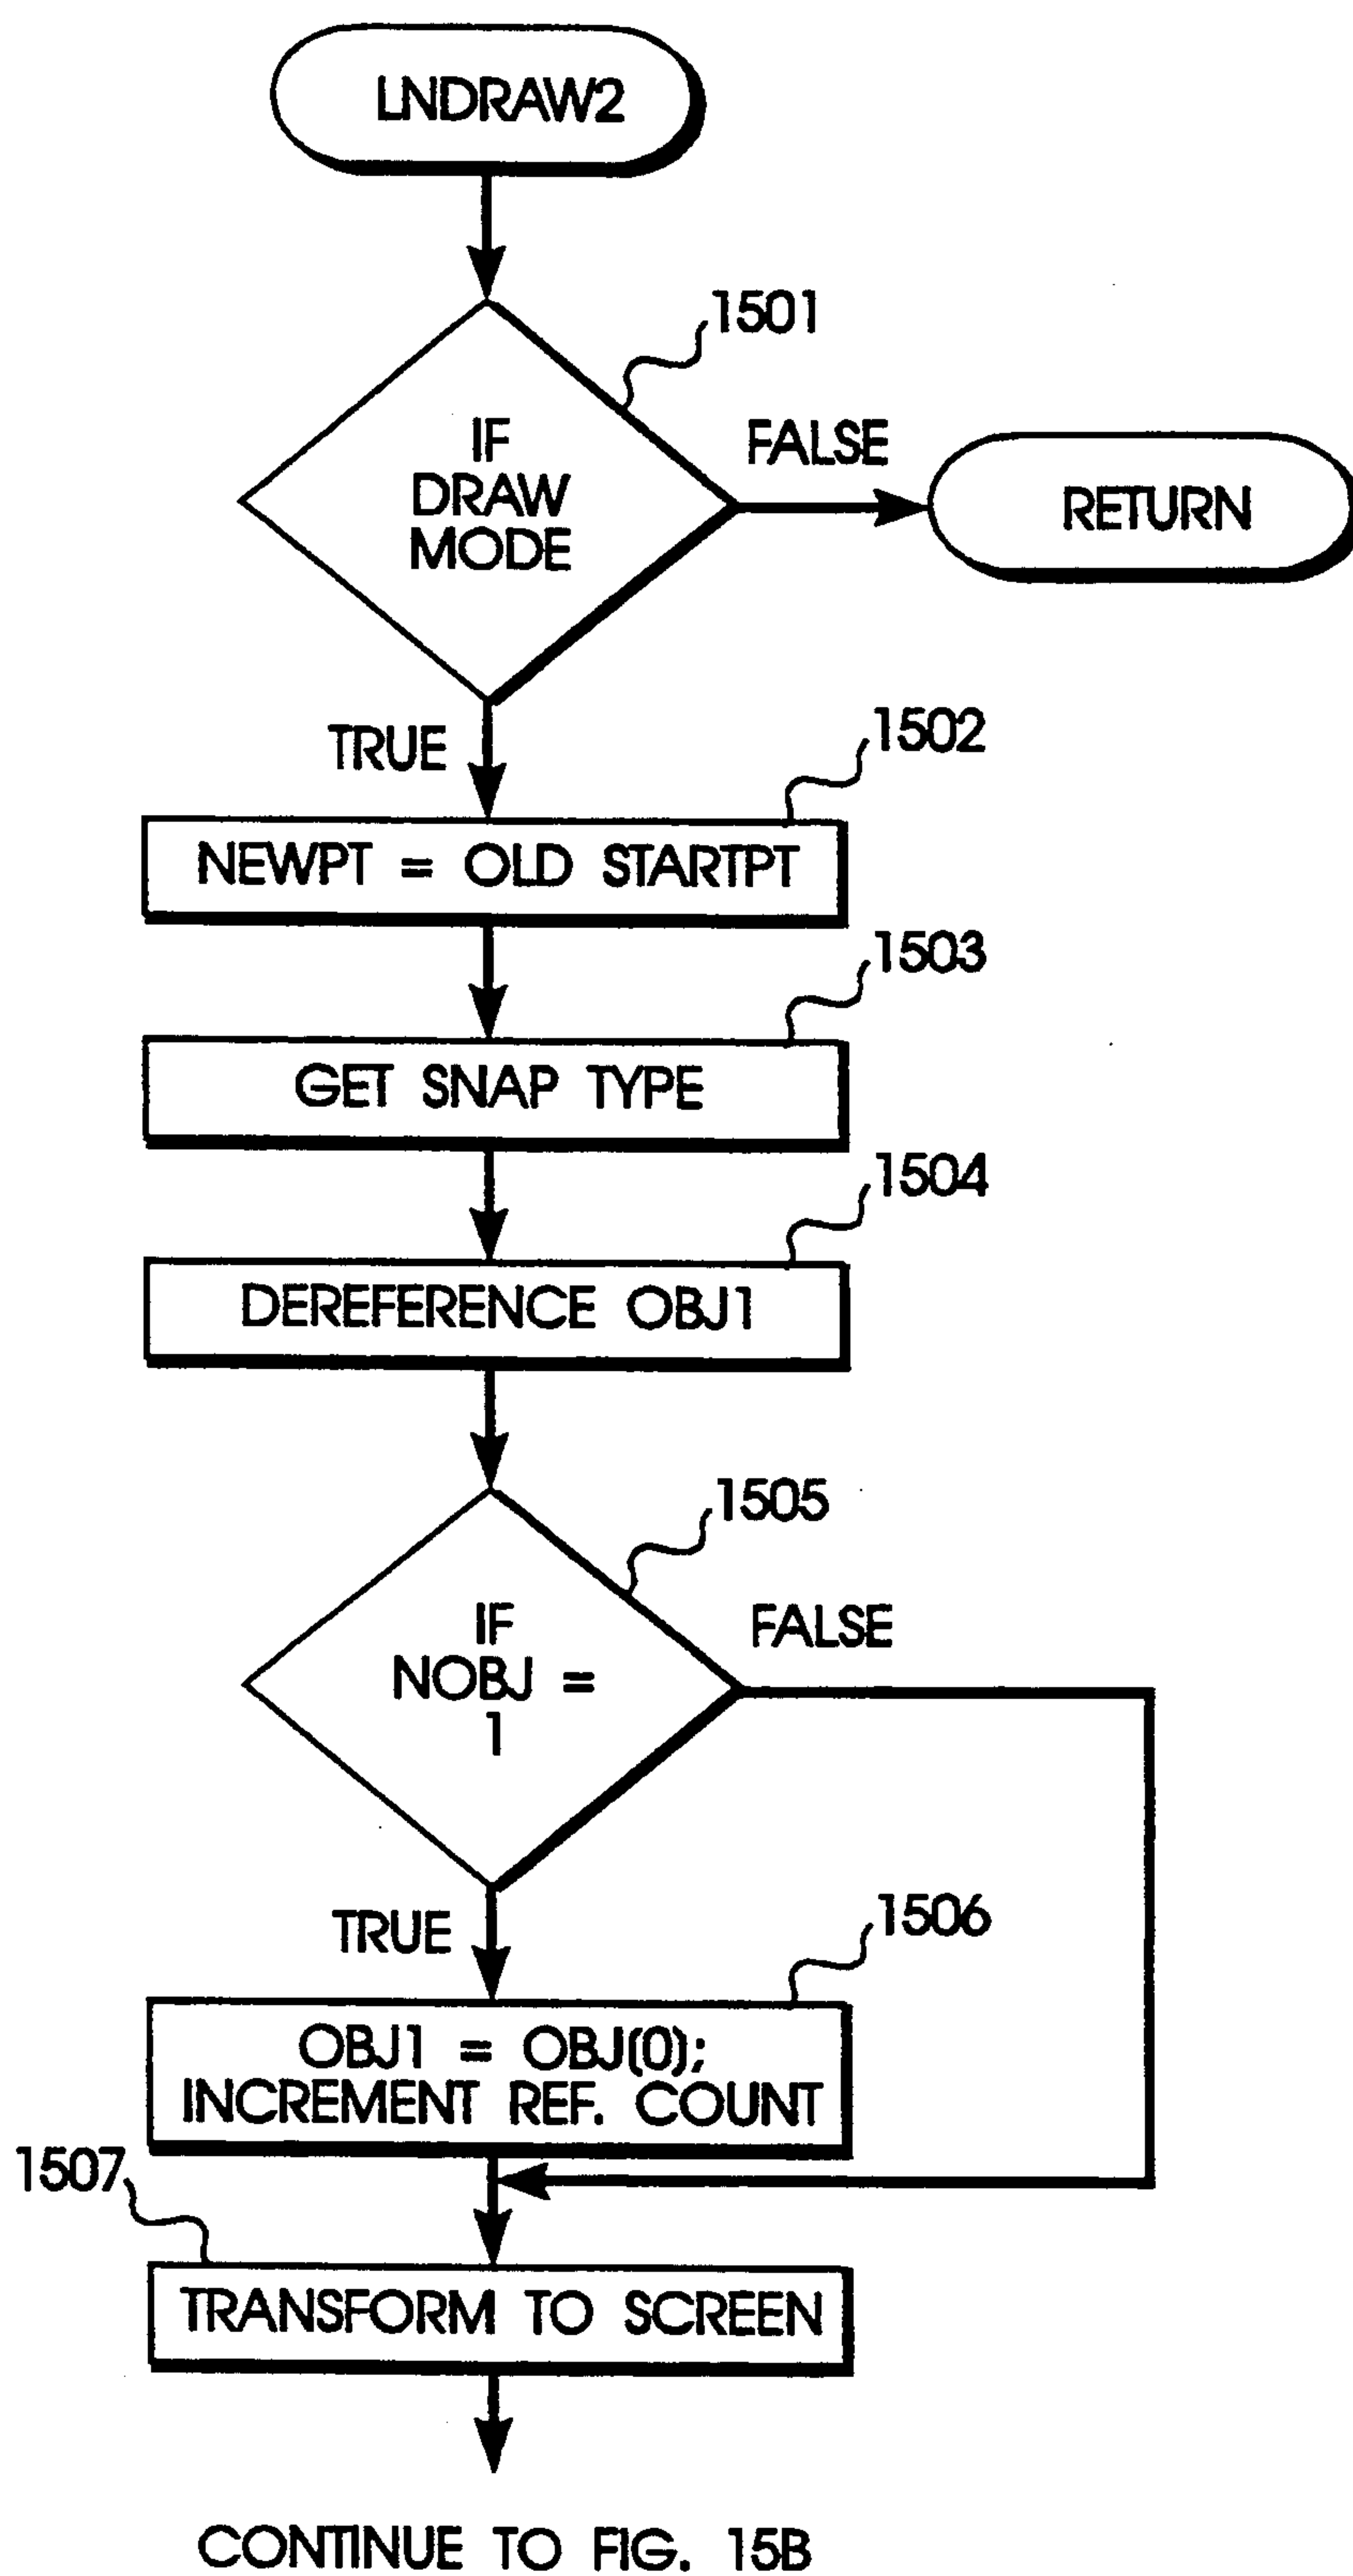 LNDRAW2
1501
IF
DRAW
MODE
FALSE
RETURN
TRUE
1502
NEWPT = OLD STARTPT
1503
GET SNAP TYPE
1504
DEREFERENCE OBJ1
1505
IF
NOBJ =
1
FALSE
TRUE
1506
OBJ1 = OBJ(0);
INCREMENT REF. COUNT
1507
TRANSFORM TO SCREEN
CONTINUE TO FIG. 15B